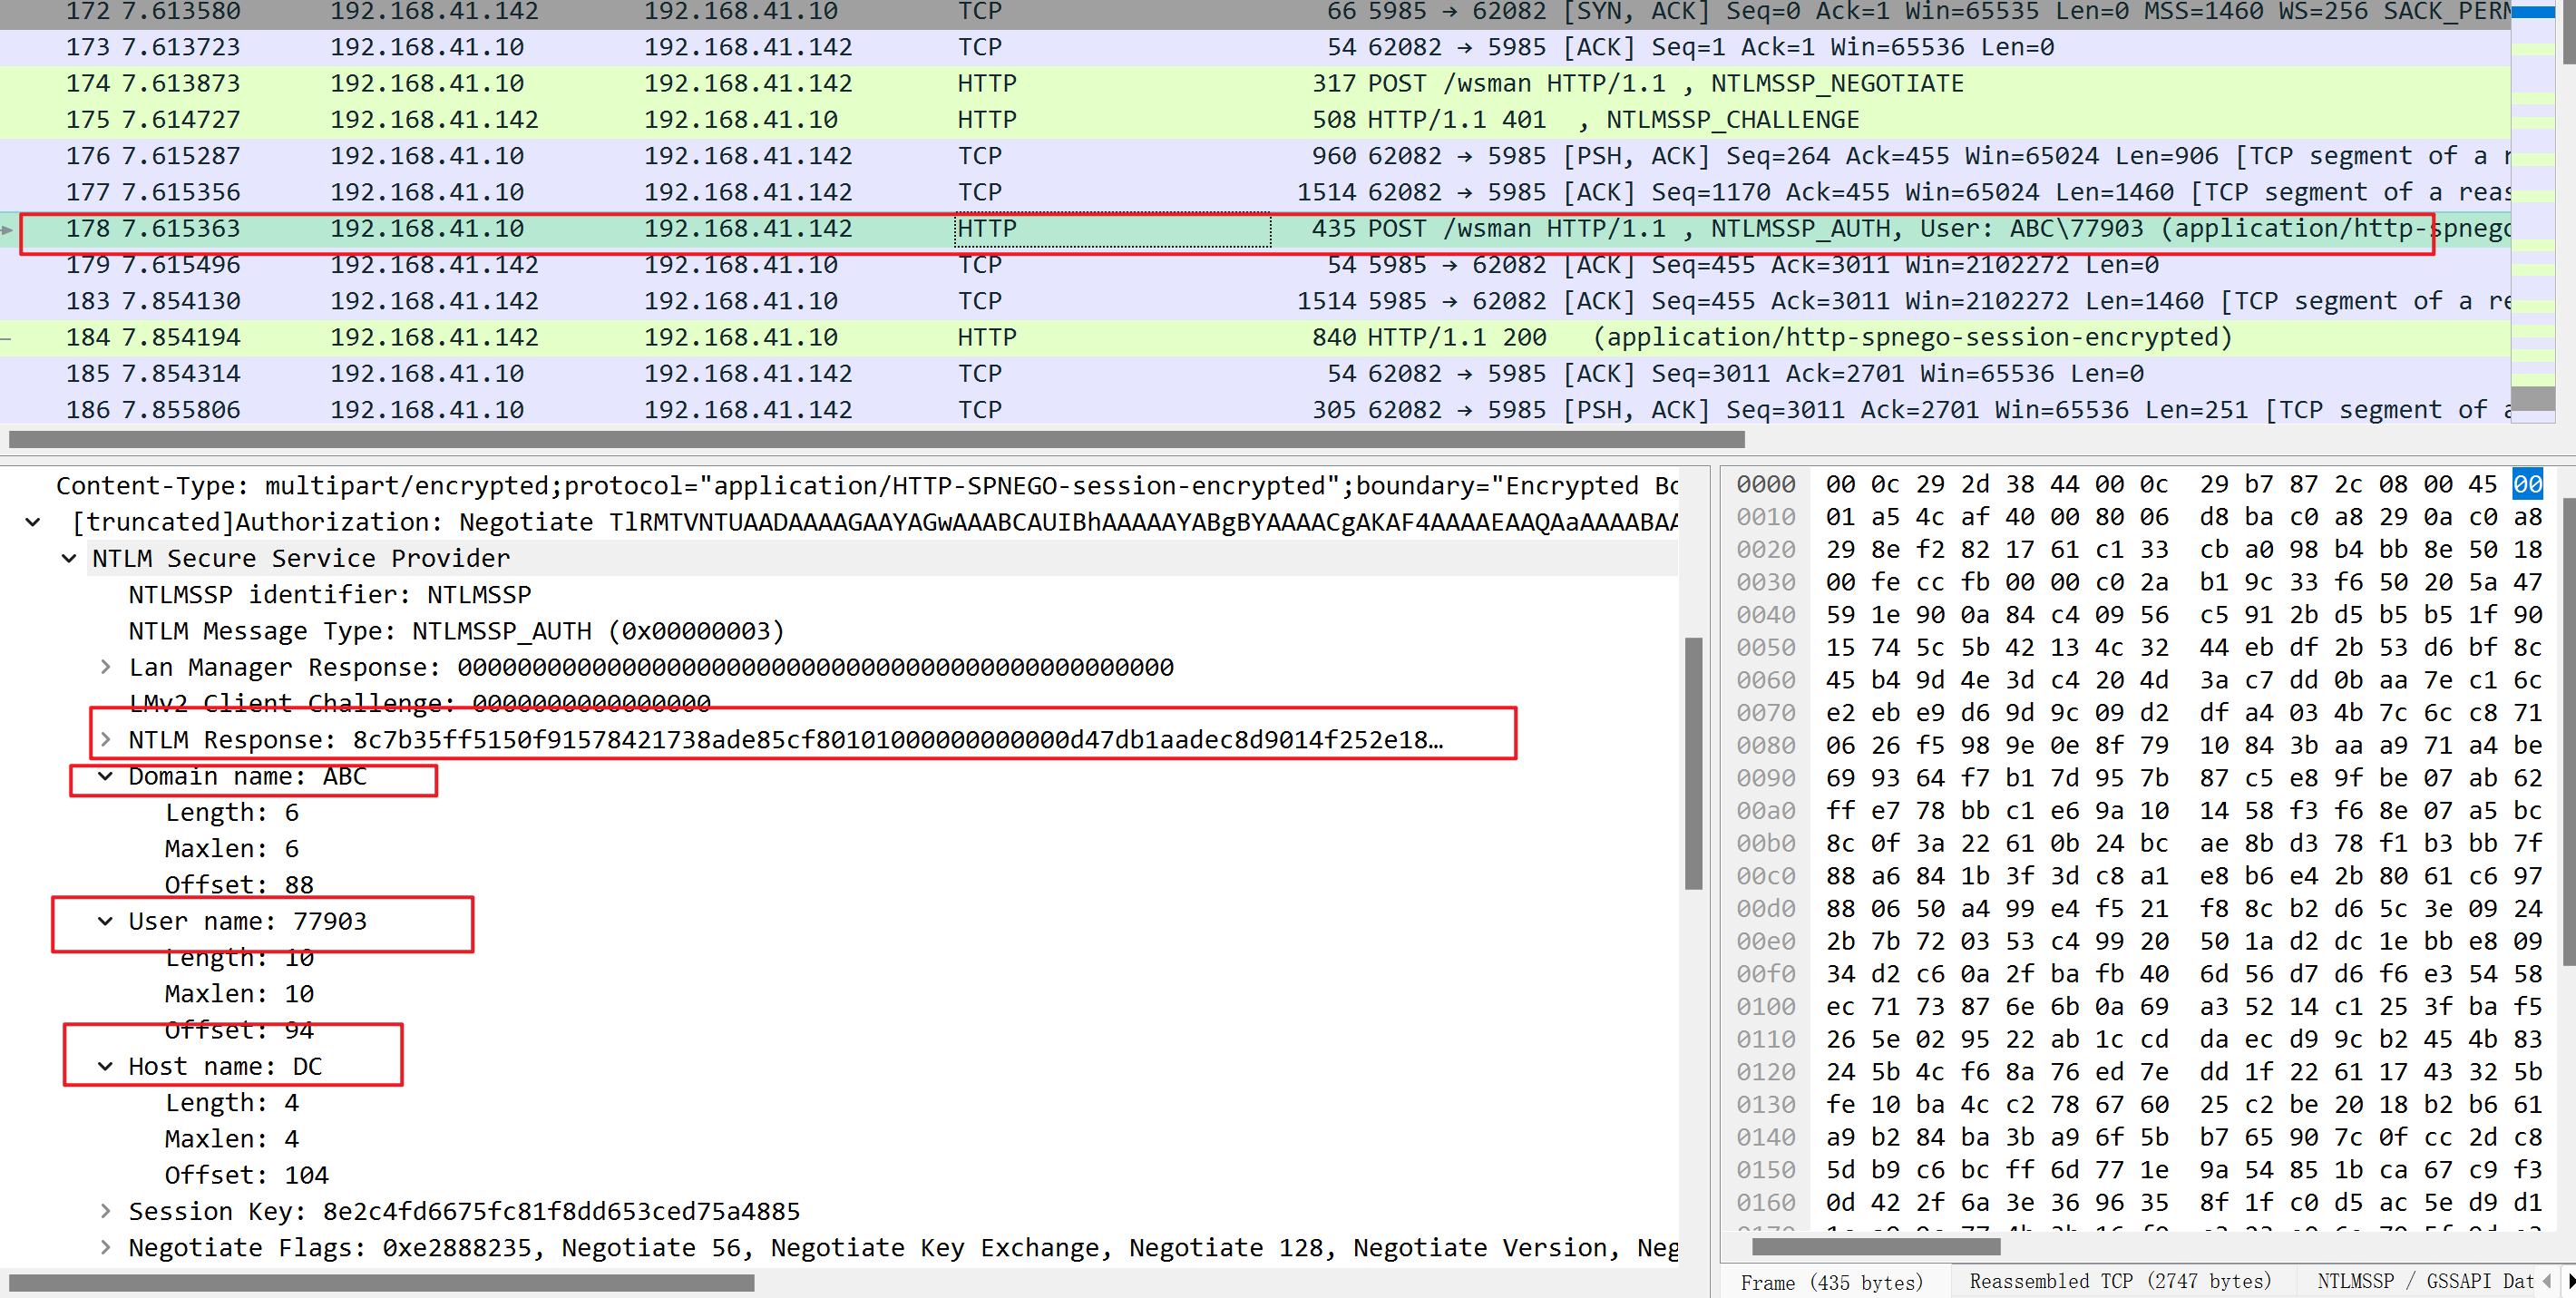 172 7.613580 192.168.41.142 192.168.41.10 TCP 66 5985 → 62082 [SYN, ACK] Seq=0 Ack=1 Win=65535 Len=0 MSS=1460 WS=256 SACK_PERM
173 7.613723 192.168.41.10 192.168.41.142 TCP 54 62082 → 5985 [ACK] Seq=1 Ack=1 Win=65536 Len=0
174 7.613873 192.168.41.10 192.168.41.142 HTTP 317 POST /wsman HTTP/1.1 , NTLMSSP_NEGOTIATE
175 7.614727 192.168.41.142 192.168.41.10 HTTP 508 HTTP/1.1 401 , NTLMSSP_CHALLENGE
176 7.615287 192.168.41.10 192.168.41.142 TCP 960 62082 → 5985 [PSH, ACK] Seq=264 Ack=455 Win=65024 Len=906 [TCP segment of a r
177 7.615356 192.168.41.10 192.168.41.142 TCP 1514 62082 → 5985 [ACK] Seq=1170 Ack=455 Win=65024 Len=1460 [TCP segment of a reas
178 7.615363 192.168.41.10 192.168.41.142 HTTP 435 POST /wsman HTTP/1.1 , NTLMSSP_AUTH, User: ABC\77903 (application/http-spnego
179 7.615496 192.168.41.142 192.168.41.10 TCP 54 5985 → 62082 [ACK] Seq=455 Ack=3011 Win=2102272 Len=0
183 7.854130 192.168.41.142 192.168.41.10 TCP 1514 5985 → 62082 [ACK] Seq=455 Ack=3011 Win=2102272 Len=1460 [TCP segment of a re
184 7.854194 192.168.41.142 192.168.41.10 HTTP 840 HTTP/1.1 200 (application/http-spnego-session-encrypted)
185 7.854314 192.168.41.10 192.168.41.142 TCP 54 62082 → 5985 [ACK] Seq=3011 Ack=2701 Win=65536 Len=0
186 7.855806 192.168.41.10 192.168.41.142 TCP 305 62082 → 5985 [PSH, ACK] Seq=3011 Ack=2701 Win=65536 Len=251 [TCP segment of a
Content-Type: multipart/encrypted;protocol="application/HTTP-SPNEGO-session-encrypted";boundary="Encrypted Bo
[truncated]Authorization: Negotiate TlRMTVNTUAADAAAAGAAYAGwAAABCAUIBhAAAAAYABgBYAAAACgAKAF4AAAAEAAQAaAAAABAA
NTLM Secure Service Provider
NTLMSSP identifier: NTLMSSP
NTLM Message Type: NTLMSSP_AUTH (0x00000003)
Lan Manager Response: 000000000000000000000000000000000000000000000000
LMv2 Client Challenge: 0000000000000000
NTLM Response: 8c7b35ff5150f91578421738ade85cf80101000000000000d47db1aadec8d9014f252e18…
Domain name: ABC
Length: 6
Maxlen: 6
Offset: 88
User name: 77903
Length: 10
Maxlen: 10
Offset: 94
Host name: DC
Length: 4
Maxlen: 4
Offset: 104
Session Key: 8e2c4fd6675fc81f8dd653ced75a4885
Negotiate Flags: 0xe2888235, Negotiate 56, Negotiate Key Exchange, Negotiate 128, Negotiate Version, Neg
0000 00 0c 29 2d 38 44 00 0c 29 b7 87 2c 08 00 45 00
0010 01 a5 4c af 40 00 80 06 d8 ba c0 a8 29 0a c0 a8
0020 29 8e f2 82 17 61 c1 33 cb a0 98 b4 bb 8e 50 18
0030 00 fe cc fb 00 00 c0 2a b1 9c 33 f6 50 20 5a 47
0040 59 1e 90 0a 84 c4 09 56 c5 91 2b d5 b5 b5 1f 90
0050 15 74 5c 5b 42 13 4c 32 44 eb df 2b 53 d6 bf 8c
0060 45 b4 9d 4e 3d c4 20 4d 3a c7 dd 0b aa 7e c1 6c
0070 e2 eb e9 d6 9d 9c 09 d2 df a4 03 4b 7c 6c c8 71
0080 06 26 f5 98 9e 0e 8f 79 10 84 3b aa a9 71 a4 be
0090 69 93 64 f7 b1 7d 95 7b 87 c5 e8 9f be 07 ab 62
00a0 ff e7 78 bb c1 e6 9a 10 14 58 f3 f6 8e 07 a5 bc
00b0 8c 0f 3a 22 61 0b 24 bc ae 8b d3 78 f1 b3 bb 7f
00c0 88 a6 84 1b 3f 3d c8 a1 e8 b6 e4 2b 80 61 c6 97
00d0 88 06 50 a4 99 e4 f5 21 f8 8c b2 d6 5c 3e 09 24
00e0 2b 7b 72 03 53 c4 99 20 50 1a d2 dc 1e bb e8 09
00f0 34 d2 c6 0a 2f ba fb 40 6d 56 d7 d6 f6 e3 54 58
0100 ec 71 73 87 6e 6b 0a 69 a3 52 14 c1 25 3f ba f5
0110 26 5e 02 95 22 ab 1c cd da ec d9 9c b2 45 4b 83
0120 24 5b 4c f6 8a 76 ed 7e dd 1f 22 61 17 43 32 5b
0130 fe 10 ba 4c c2 78 67 60 25 c2 be 20 18 b2 b6 61
0140 a9 b2 84 ba 3b a9 6f 5b b7 65 90 7c 0f cc 2d c8
0150 5d b9 c6 bc ff 6d 77 1e 9a 54 85 1b ca 67 c9 f3
0160 0d 42 2f 6a 3e 36 96 35 8f 1f c0 d5 ac 5e d9 d1
Frame (435 bytes) Reassembled TCP (2747 bytes) NTLMSSP / GSSAPI Dat